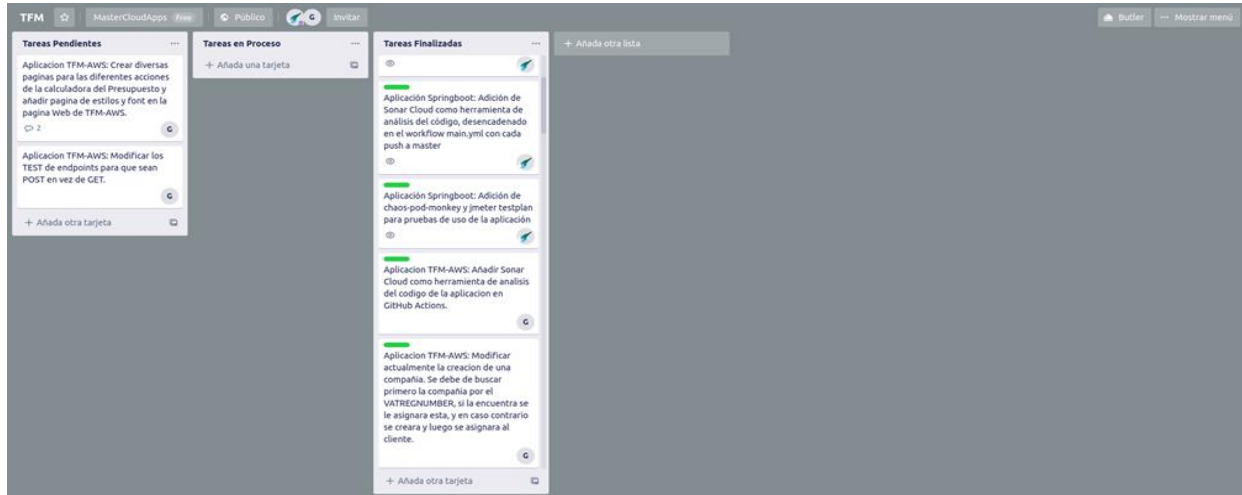 TFM MasterCloudApps Free Público G Invitar Butler ··· Mostrar menú
Tareas Pendientes ···
Aplicacion TFM-AWS: Crear diversas
paginas para las diferentes acciones
de la calculadora del Presupuesto y
añadir pagina de estilos y font en la
pagina Web de TFM-AWS.
2 G
Aplicacion TFM-AWS: Modificar los
TEST de endpoints para que sean
POST en vez de GET.
G
+ Añada otra tarjeta
Tareas en Proceso ···
+ Añada una tarjeta
Tareas Finalizadas ···
Aplicación Springboot: Adición de
Sonar Cloud como herramienta de
análisis del código, desencadenado
en el workflow main.yml con cada
push a master
Aplicación Springboot: Adición de
chaos-pod-monkey y jmeter testplan
para pruebas de uso de la aplicación
Aplicacion TFM-AWS: Añadir Sonar
Cloud como herramienta de analisis
del codigo de la aplicacion en
GitHub Actions.
G
Aplicacion TFM-AWS: Modificar
actualmente la creacion de una
compañia. Se debe de buscar
primero la compañia por el
VATREGNUMBER, si la encuentra se
le asignara esta, y en caso contrario
se creara y luego se asignara al
cliente.
G
+ Añada otra tarjeta
+ Añada otra lista